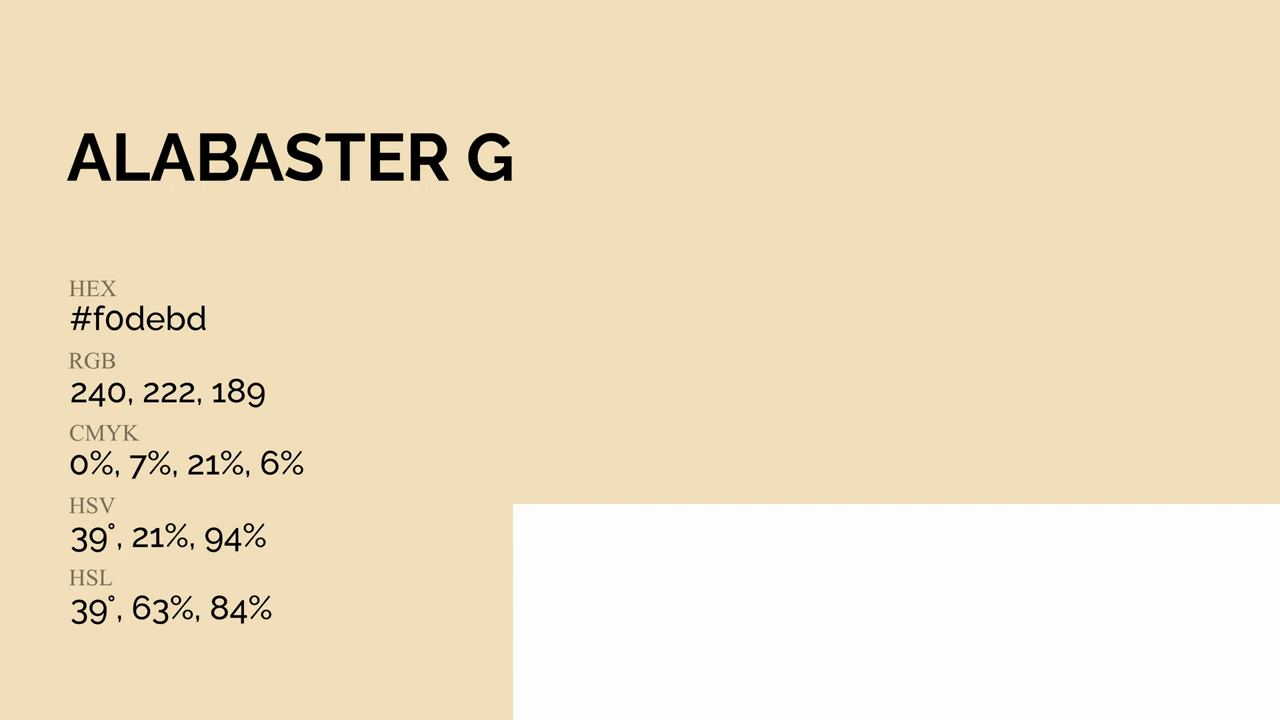 ALABASTER G
HEX
#f0debd
RGB
240, 222, 189
CMYK
0%, 7%, 21%, 6%
HSV
39°, 21%, 94%
HSL
39°, 63%, 84%